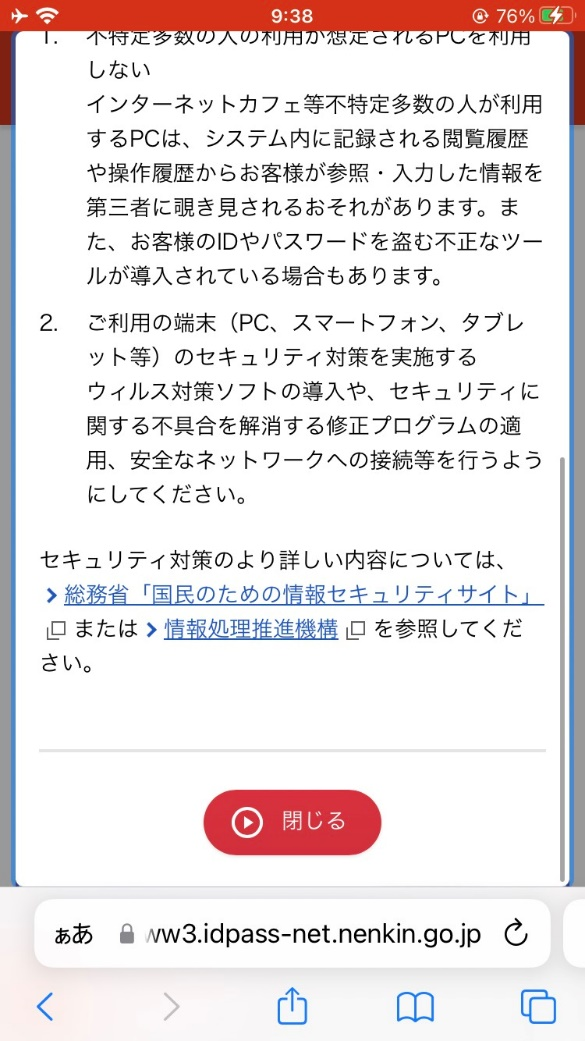 9:38
76%
1. 不特定多数の人の利用が想定されるPCを利用
しない
インターネットカフェ等不特定多数の人が利用
するPCは、システム内に記録される閲覧履歴
や操作履歴からお客様が参照・入力した情報を
第三者に覗き見されるおそれがあります。ま
た、お客様のIDやパスワードを盗む不正なツー
ルが導入されている場合もあります。
2. ご利用の端末（PC、スマートフォン、タブレ
ット等）のセキュリティ対策を実施する
ウィルス対策ソフトの導入や、セキュリティに
関する不具合を解消する修正プログラムの適
用、安全なネットワークへの接続等を行うよう
にしてください。
セキュリティ対策のより詳しい内容については、
総務省「国民のための情報セキュリティサイト」
または 情報処理推進機構 を参照してくだ
さい。
閉じる
ぁあ ww3.idpass-net.nenkin.go.jp